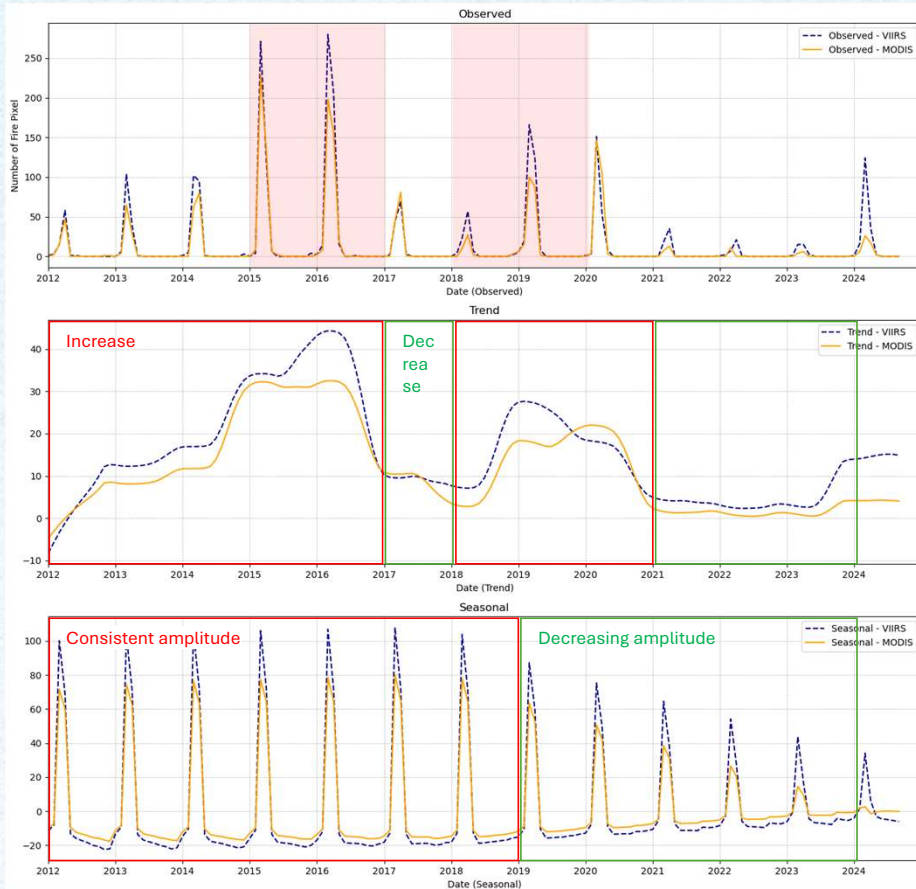 Observed
Observed - VIIRS
Observed - MODIS
Number of Fire Pixel
250
200
150
100
50
0
2012 2013 2014 2015 2016 2017 2018 2019 2020 2021 2022 2023 2024
Date (Observed)
Trend
Increase
Dec
rea
se
Trend - VIIRS
Trend - MODIS
40
30
20
10
0
−10
2012 2013 2014 2015 2016 2017 2018 2019 2020 2021 2022 2023 2024
Date (Trend)
Seasonal
Consistent amplitude
Decreasing amplitude
Seasonal - VIIRS
Seasonal - MODIS
100
80
60
40
20
0
−20
2012 2013 2014 2015 2016 2017 2018 2019 2020 2021 2022 2023 2024
Date (Seasonal)